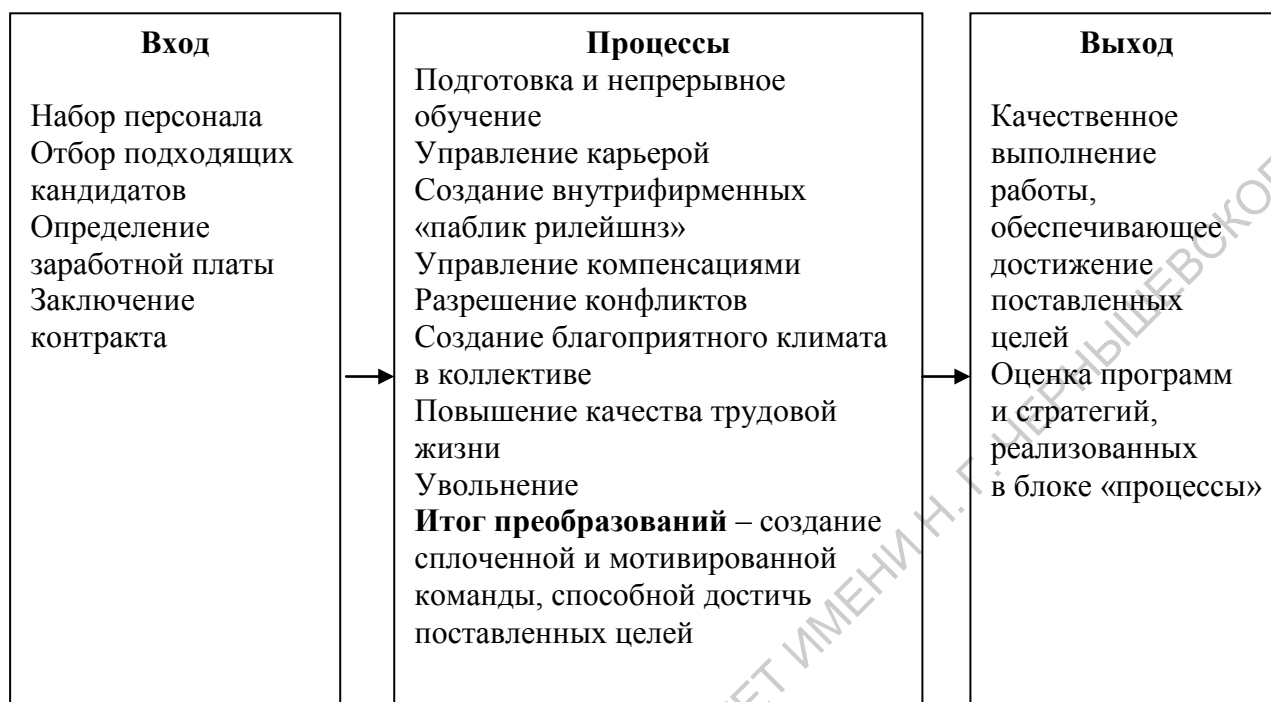 Вход
Набор персонала
Отбор подходящих
кандидатов
Определение
заработной платы
Заключение
контракта
Процессы
Подготовка и непрерывное
обучение
Управление карьерой
Создание внутрифирменных
«паблик рилейшнз»
Управление компенсациями
Разрешение конфликтов
Создание благоприятного климата
в коллективе
Повышение качества трудовой
жизни
Увольнение
Итог преобразований – создание
сплоченной и мотивированной
команды, способной достичь
поставленных целей
Выход
Качественное
выполнение
работы,
обеспечивающее
достижение
поставленных
целей
Оценка программ
и стратегий,
реализованных
в блоке «процессы»
ИМЕНИ Н. Г. ЧЕРНЫШЕВСКОГ